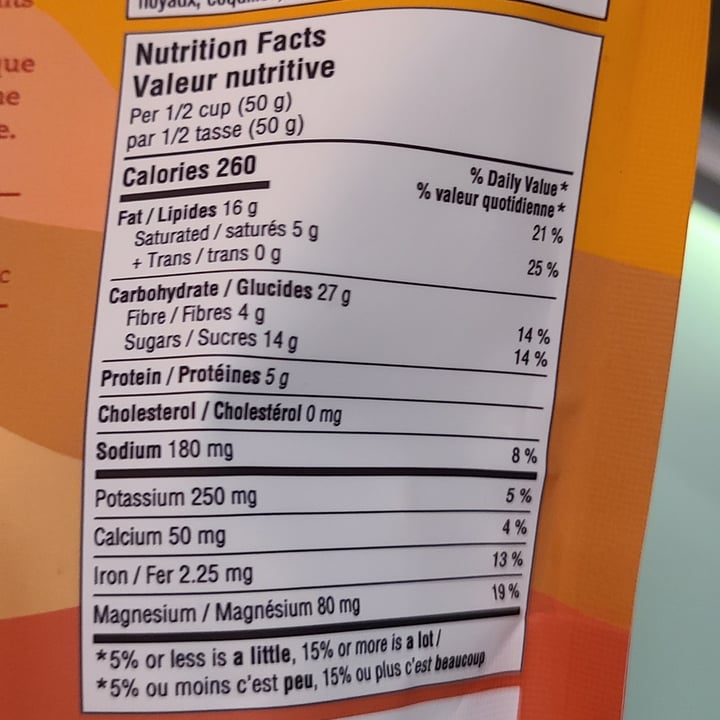 Nutrition Facts
Valeur nutritive
Per 1/2 cup (50 g)
par 1/2 tasse (50 g)
Calories 260
% Daily Value*
% valeur quotidienne*
Fat / Lipides 16 g 21 %
Saturated / saturés 5 g
+ Trans / trans 0 g 25 %
Carbohydrate / Glucides 27 g
Fibre / Fibres 4 g 14 %
Sugars / Sucres 14 g 14 %
Protein / Protéines 5 g
Cholesterol / Cholestérol 0 mg
Sodium 180 mg 8 %
Potassium 250 mg 5 %
Calcium 50 mg 4 %
Iron / Fer 2.25 mg 13 %
Magnesium / Magnésium 80 mg 19 %
*5% or less is a little, 15% or more is a lot /
*5% ou moins c'est peu, 15% ou plus c'est beaucoup